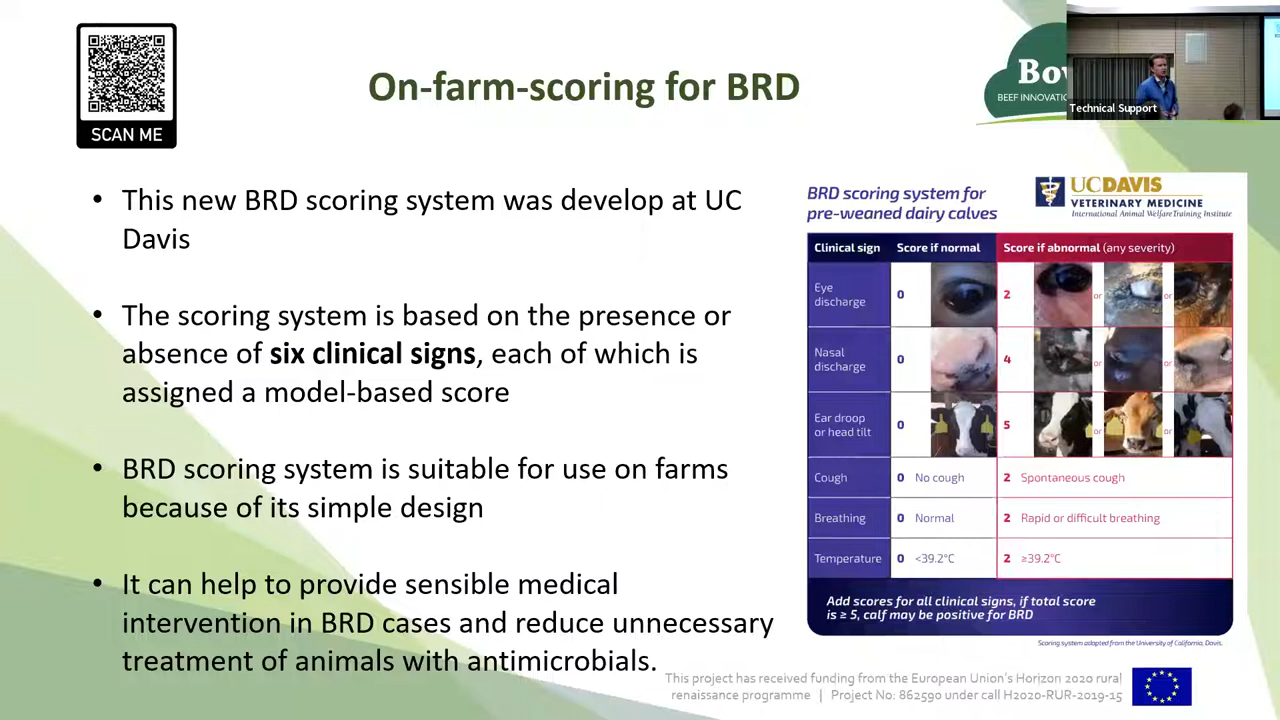 SCAN ME
On-farm-scoring for BRD
BEEF
Technical Support
• This new BRD scoring system was develop at UC
Davis
• The scoring system is based on the presence or
absence of six clinical signs, each of which is
assigned a model-based score
• BRD scoring system is suitable for use on farms
because of its simple design
• It can help to provide sensible medical
intervention in BRD cases and reduce unnecessary
treatment of animals with antimicrobials.
BRD scoring system for
pre-weaned dairy calves
UCDAVIS
VETERINARY MEDICINE
International Animal Welfare Training Institute
Clinical sign Score if normal Score if abnormal (any severity)
Eye
discharge
0 2 or or
Nasal
discharge
0 4 or or
Ear droop
or head tilt
0 5 or or
Cough 0 No cough 2 Spontaneous cough
Breathing 0 Normal 2 Rapid or difficult breathing
Temperature 0 <39.2°C 2 ≥39.2°C
Add scores for all clinical signs, if total score
is ≥ 5, calf may be positive for BRD
Scoring system adapted from the University of California, Davis.
This project has received funding from the European Union's Horizon 2020 rural
renaissance programme | Project No: 862590 under call H2020-RUR-2019-15